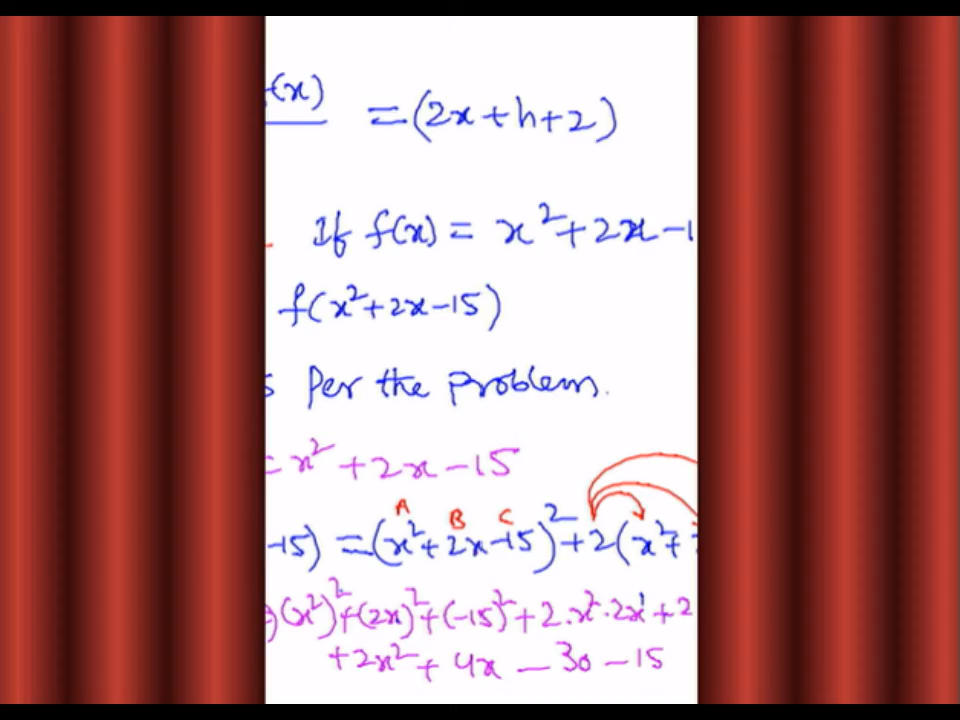 f(x) = (2x+h+2)
If f(x) = x²+2x-1
f(x²+2x-15)
s Per the problem.
= x² +2x-15
A B C
-15) = (x²+2x-15)² +2(x²+
(x²)²+(2x)²+(-15)²+2.x².2x+2
+2x²+4x-30-15